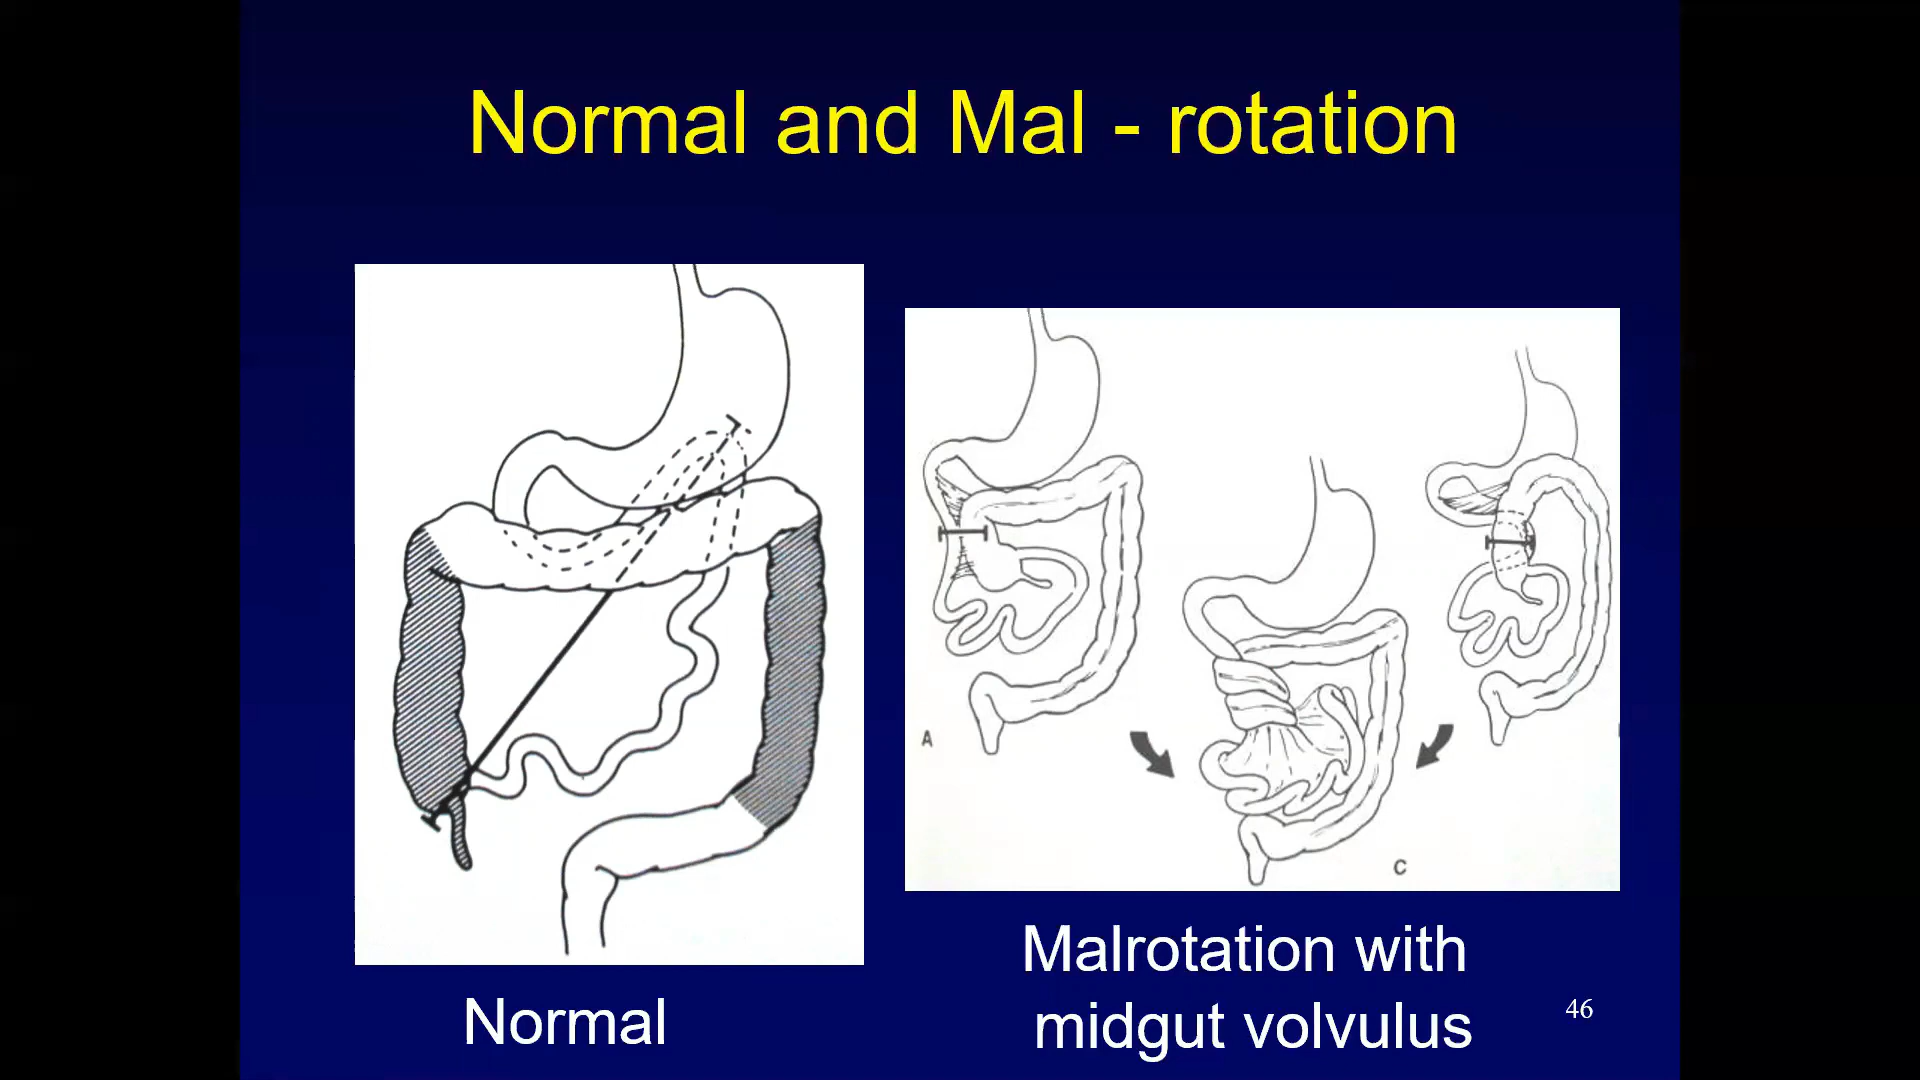 Normal and Mal - rotation
A
C
Normal
Malrotation with
midgut volvulus
46